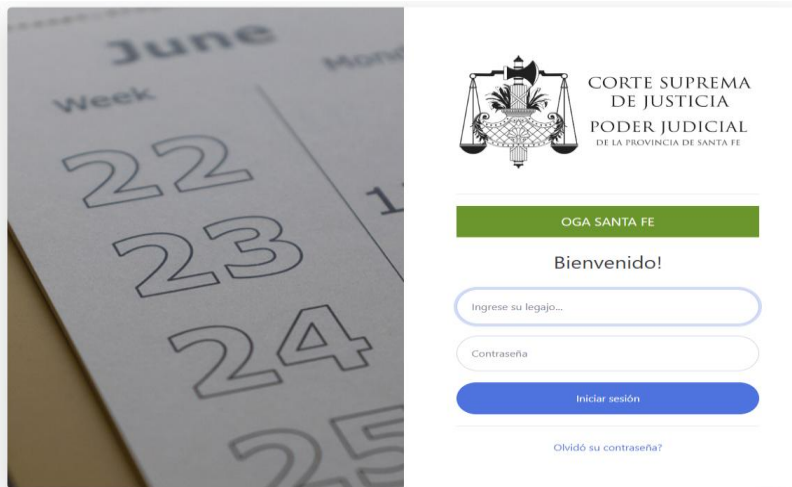 June
Week
Mond
22
23
24
25
CORTE SUPREMA
DE JUSTICIA
PODER JUDICIAL
DE LA PROVINCIA DE SANTA FE
OGA SANTA FE
Bienvenido!
Ingrese su legajo...
Contraseña
Iniciar sesión
Olvidó su contraseña?